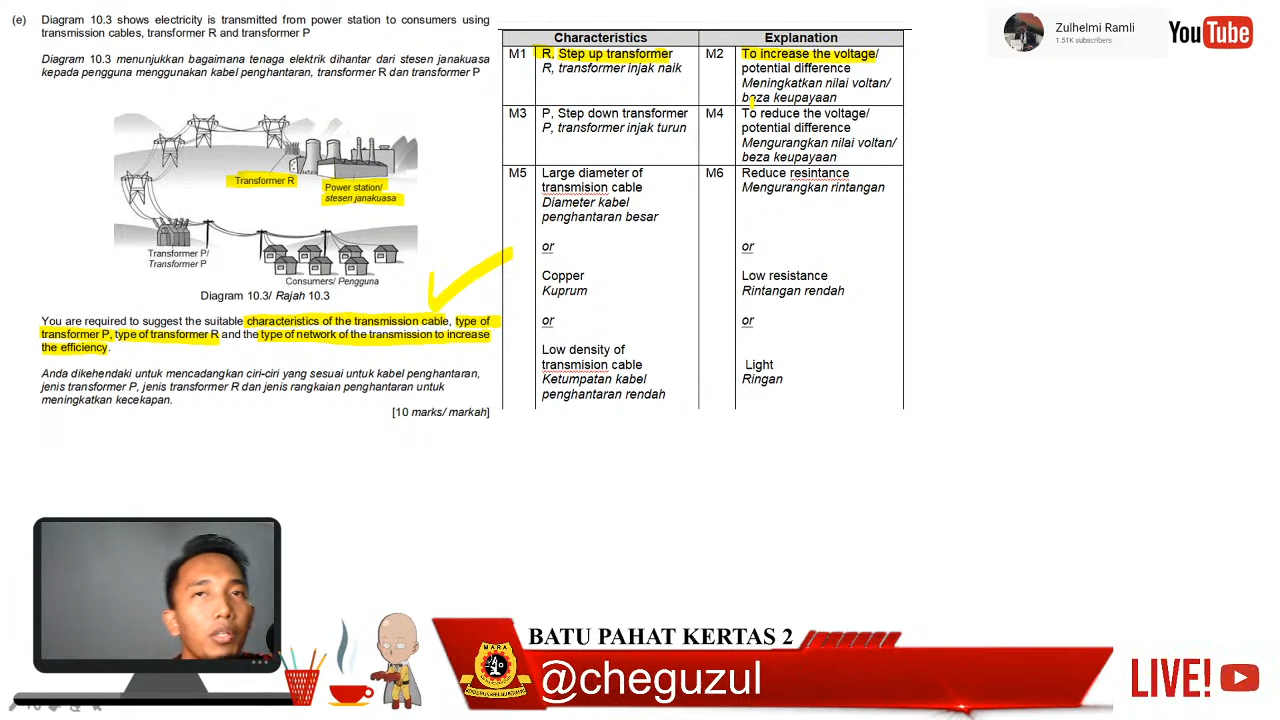 (e) Diagram 10.3 shows electricity is transmitted from power station to consumers using
transmission cables, transformer R and transformer P
Diagram 10.3 menunjukkan bagaimana tenaga elektrik dihantar dari stesen janakuasa
kepada pengguna menggunakan kabel penghantaran, transformer R dan transformer P
Transformer R
Power station/
stesen janakuasa
Transformer P/
Transformer P
Consumers/ Pengguna
Diagram 10.3/ Rajah 10.3
You are required to suggest the suitable characteristics of the transmission cable, type of
transformer P, type of transformer R and the type of network of the transmission to increase
the efficiency.
Anda dikehendaki untuk mencadangkan ciri-ciri yang sesuai untuk kabel penghantaran,
jenis transformer P, jenis transformer R dan jenis rangkaian penghantaran untuk
meningkatkan kecekapan.
[10 marks/ markah]
Characteristics Explanation
M1 R, Step up transformer M2 To increase the voltage/
R, transformer injak naik potential difference
Meningkatkan nilai voltan/
beza keupayaan
M3 P, Step down transformer M4 To reduce the voltage/
P, transformer injak turun potential difference
Mengurangkan nilai voltan/
beza keupayaan
M5 Large diameter of M6 Reduce resintance
transmision cable Mengurangkan rintangan
Diameter kabel
penghantaran besar
or or
Copper Low resistance
Kuprum Rintangan rendah
or or
Low density of
transmision cable Light
Ketumpatan kabel Ringan
penghantaran rendah
Zulhelmi Ramli
1.51K subscribers
YouTube
BATU PAHAT KERTAS 2
MARA
@cheguzul
LIVE!